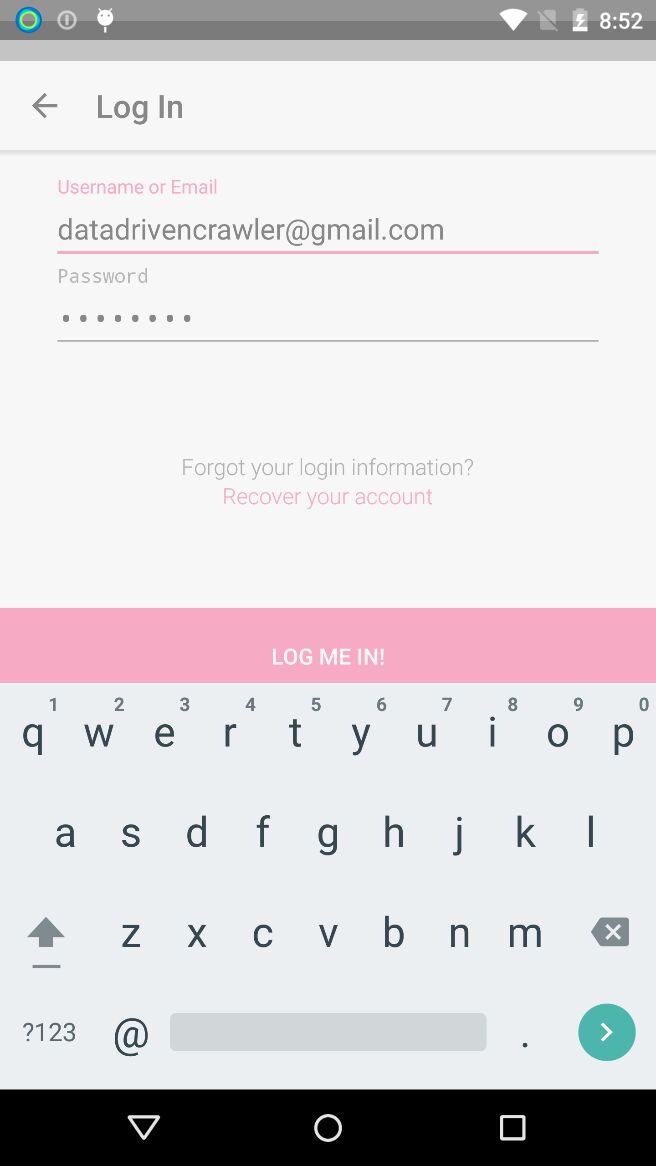 8:52
Log In
Username or Email
datadrivencrawler@gmail.com
Password
••••••••
Forgot your login information?
Recover your account
LOG ME IN!
1 2 3 4 5 6 7 8 9 0
q w e r t y u i o p
a s d f g h j k l
z x c v b n m
?123 @ .